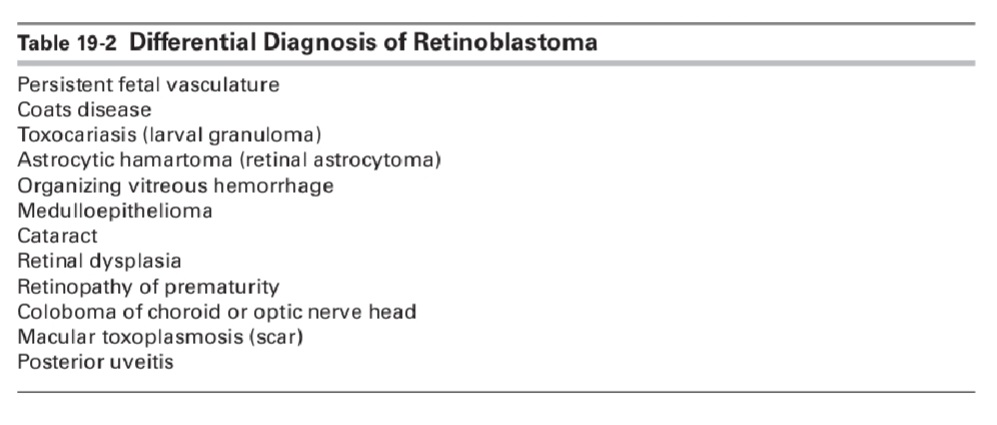 Table 19-2 Differential Diagnosis of Retinoblastoma
Persistent fetal vasculature
Coats disease
Toxocariasis (larval granuloma)
Astrocytic hamartoma (retinal astrocytoma)
Organizing vitreous hemorrhage
Medulloepithelioma
Cataract
Retinal dysplasia
Retinopathy of prematurity
Coloboma of choroid or optic nerve head
Macular toxoplasmosis (scar)
Posterior uveitis